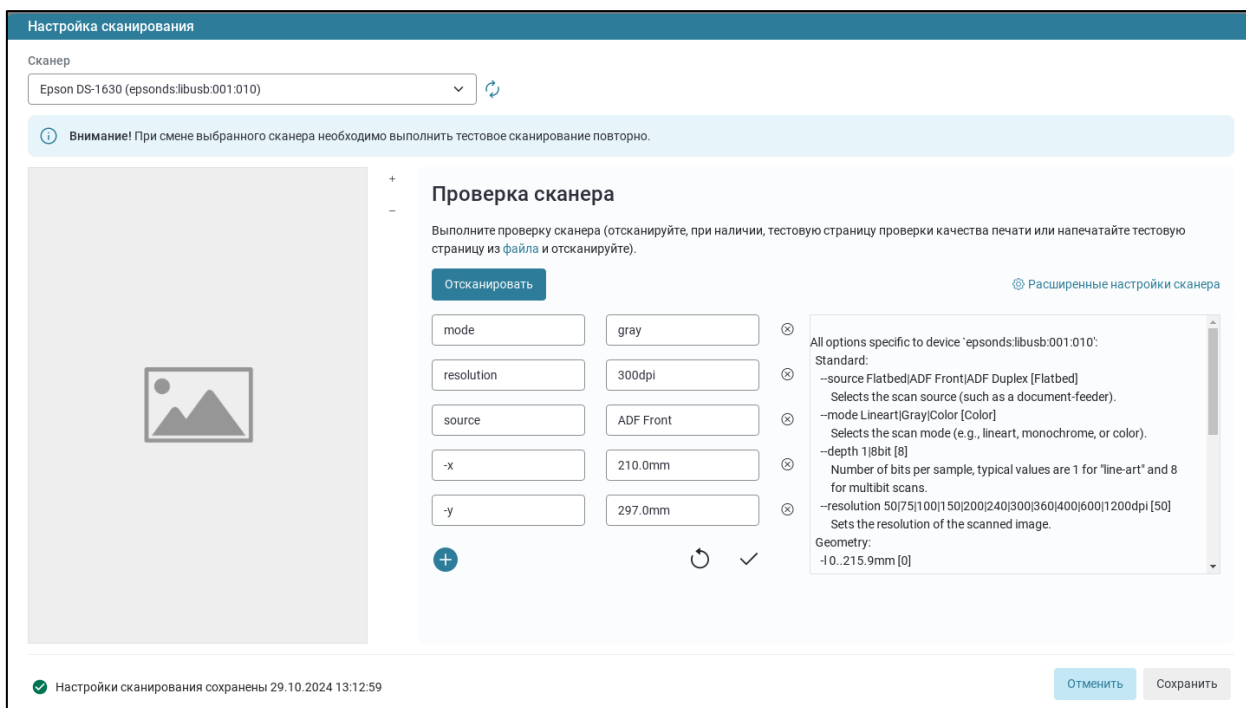 Настройка сканирования
Сканер
Epson DS-1630 (epsonds:libusb:001:010)
Внимание! При смене выбранного сканера необходимо выполнить тестовое сканирование повторно.
+
–
Проверка сканера
Выполните проверку сканера (отсканируйте, при наличии, тестовую страницу проверки качества печати или напечатайте тестовую
страницу из файла и отсканируйте).
Отсканировать
Расширенные настройки сканера
mode
gray
resolution
300dpi
source
ADF Front
-x
210.0mm
-y
297.0mm
All options specific to device `epsonds:libusb:001:010':
Standard:
--source Flatbed|ADF Front|ADF Duplex [Flatbed]
Selects the scan source (such as a document-feeder).
--mode Lineart|Gray|Color [Color]
Selects the scan mode (e.g., lineart, monochrome, or color).
--depth 1|8bit [8]
Number of bits per sample, typical values are 1 for "line-art" and 8
for multibit scans.
--resolution 50|75|100|150|200|240|300|360|400|600|1200dpi [50]
Sets the resolution of the scanned image.
Geometry:
-l 0..215.9mm [0]
Настройки сканирования сохранены 29.10.2024 13:12:59
Отменить
Сохранить